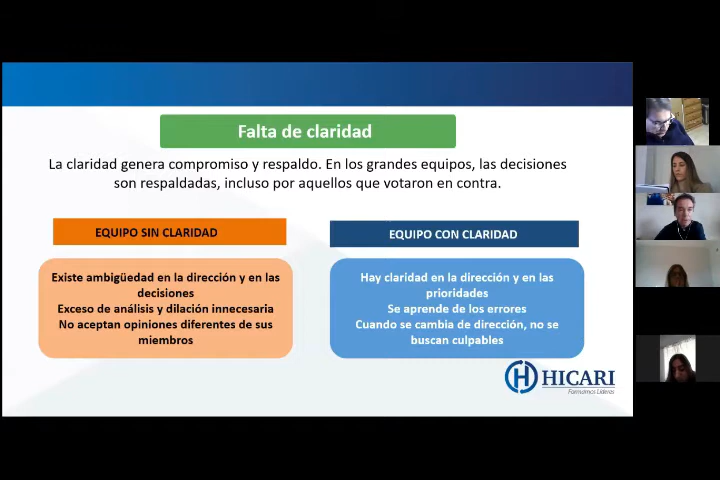 Falta de claridad
La claridad genera compromiso y respaldo. En los grandes equipos, las decisiones
son respaldadas, incluso por aquellos que votaron en contra.
EQUIPO SIN CLARIDAD
Existe ambigüedad en la dirección y en las
decisiones
Exceso de análisis y dilación innecesaria
No aceptan opiniones diferentes de sus
miembros
EQUIPO CON CLARIDAD
Hay claridad en la dirección y en las
prioridades
Se aprende de los errores
Cuando se cambia de dirección, no se
buscan culpables
HICARI
Formamos Líderes